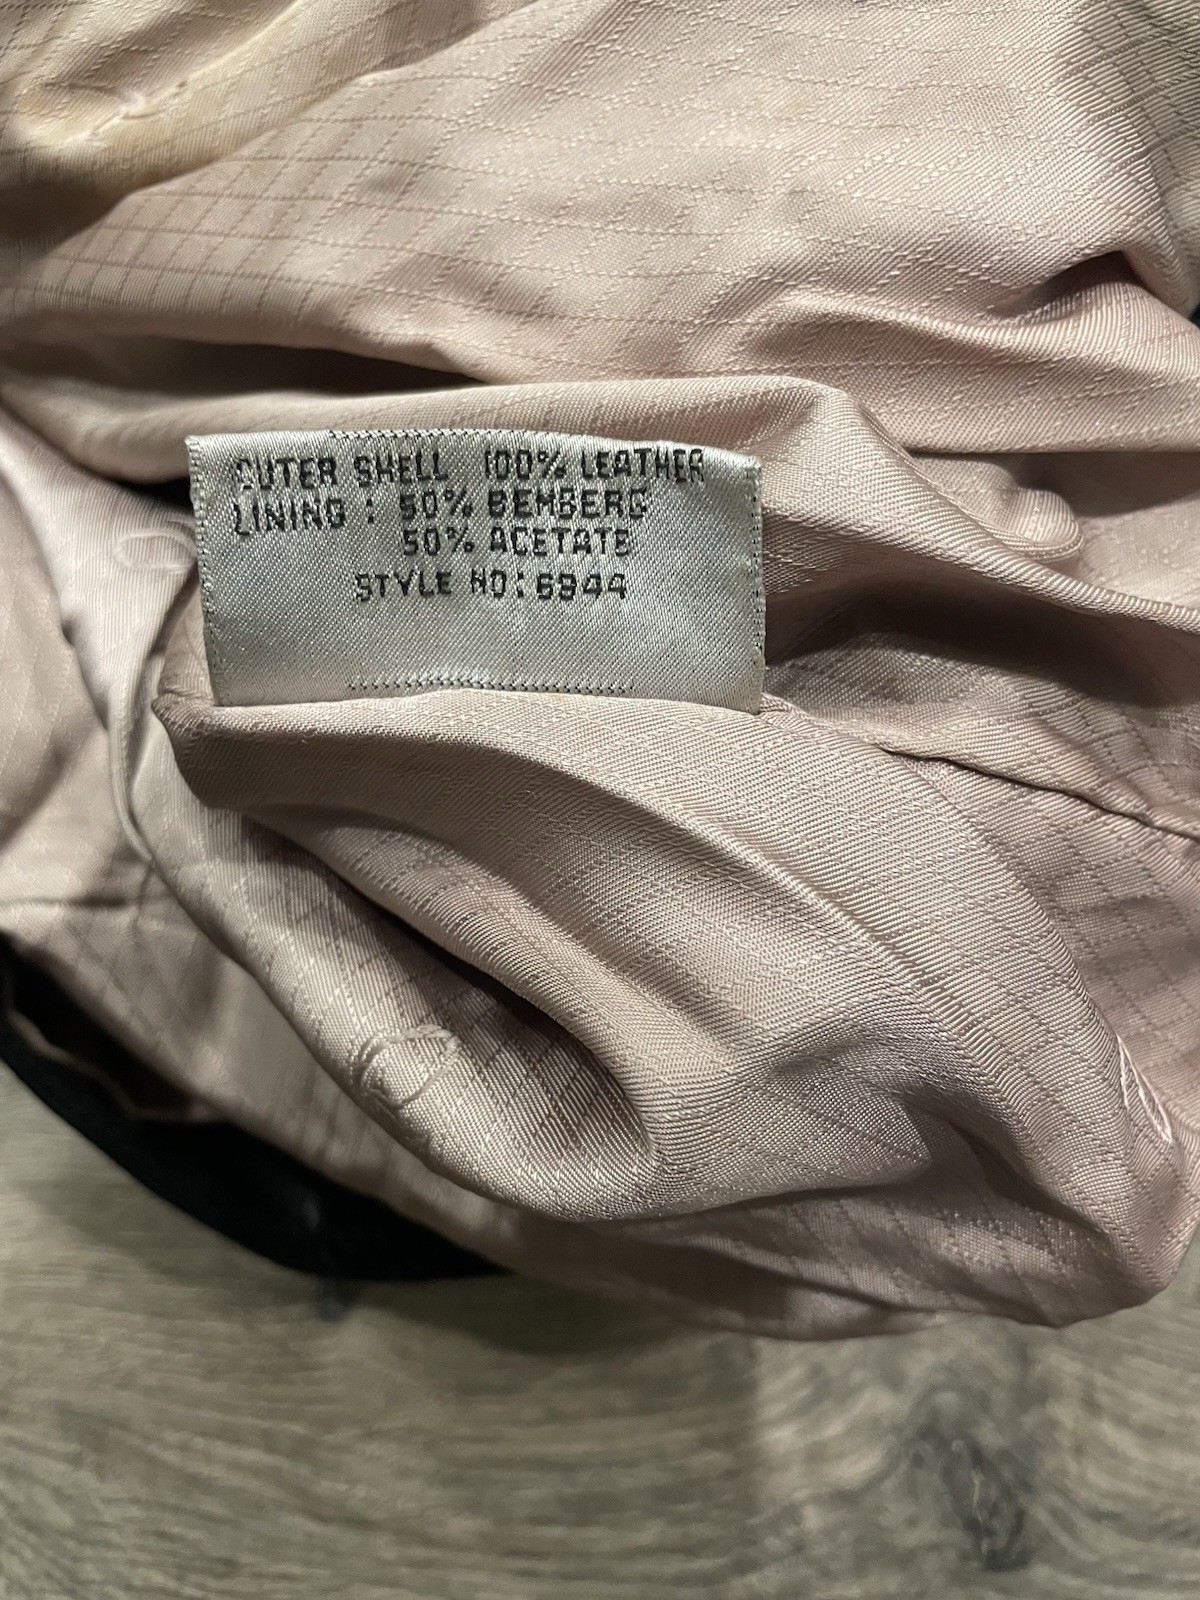 OUTER SHELL 100% LEATHER
LINING : 50% BEMBERG
50% ACETATE
STYLE NO: 6944